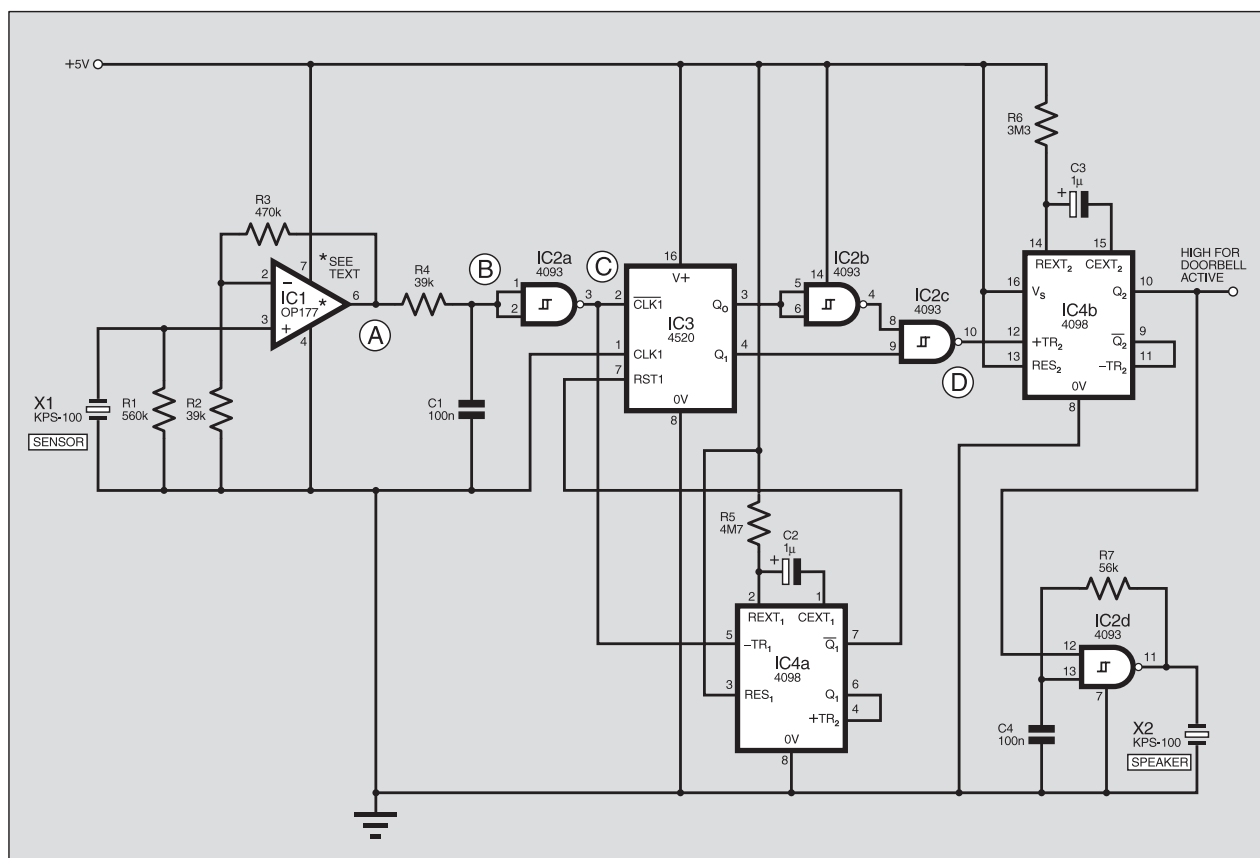 +5V
R3
470k
* SEE
TEXT
2
7
−
IC1
*
OP177
3
+
6
4
A
R4
39k
B
IC2a
4093
1
2
3
C
X1
KPS-100
SENSOR
R1
560k
R2
39k
C1
100n
16
V+
2
CLK1
IC3
4520
Q0
3
1
CLK1
Q1
4
7
RST1
0V
8
IC2b
4093
14
5
6
4
IC2c
4093
8
9
10
D
R6
3M3
C3
1µ
+
14
15
REXT2
CEXT2
IC4b
4098
16
VS
Q2
10
12
+TR2
Q2
9
13
RES2
−TR2
11
0V
8
HIGH FOR
DOORBELL
ACTIVE
R5
4M7
C2
1µ
+
2
1
REXT1
CEXT1
5
−TR1
Q1
7
IC4a
4098
3
RES1
Q1
6
+TR2
4
0V
8
R7
56k
IC2d
4093
12
13
11
7
C4
100n
X2
KPS-100
SPEAKER